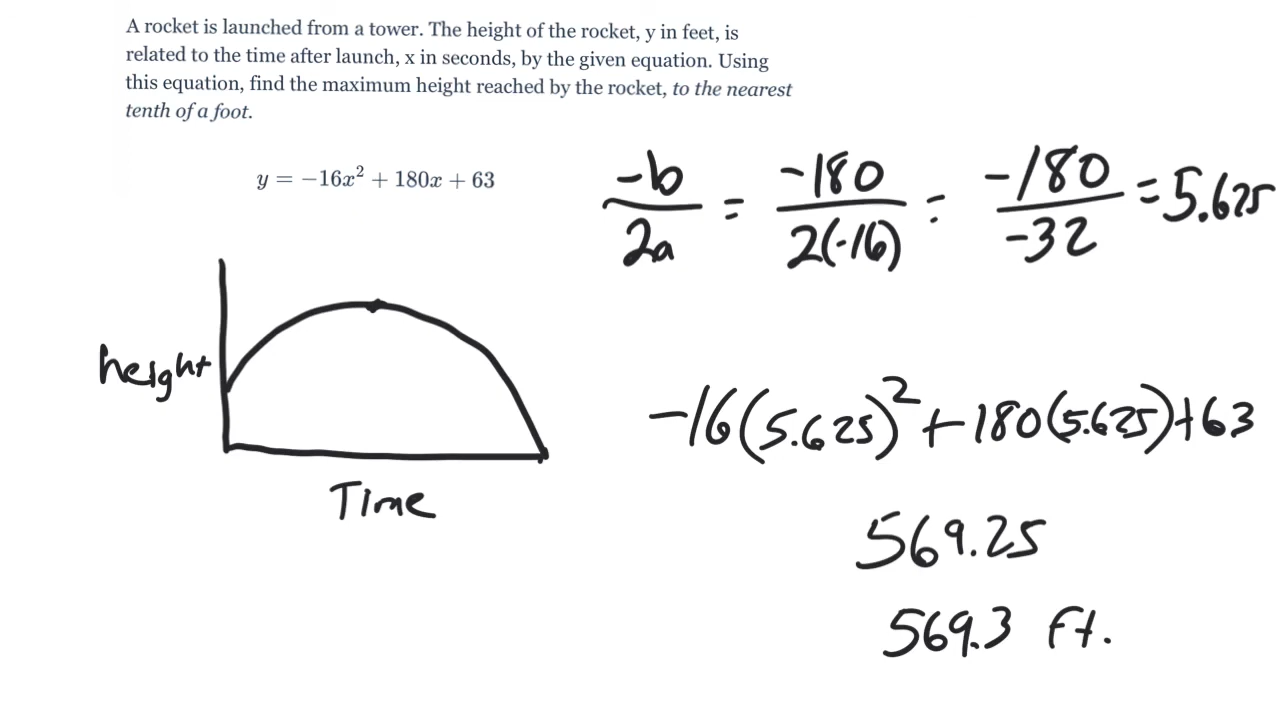 A rocket is launched from a tower. The height of the rocket, y in feet, is
related to the time after launch, x in seconds, by the given equation. Using
this equation, find the maximum height reached by the rocket, to the nearest
tenth of a foot.
y = −16x² + 180x + 63
-b/2a = -180/2(-16) = -180/-32 = 5.625
height
Time
-16(5.625)² + 180(5.625)+63
569.25
569.3 ft.